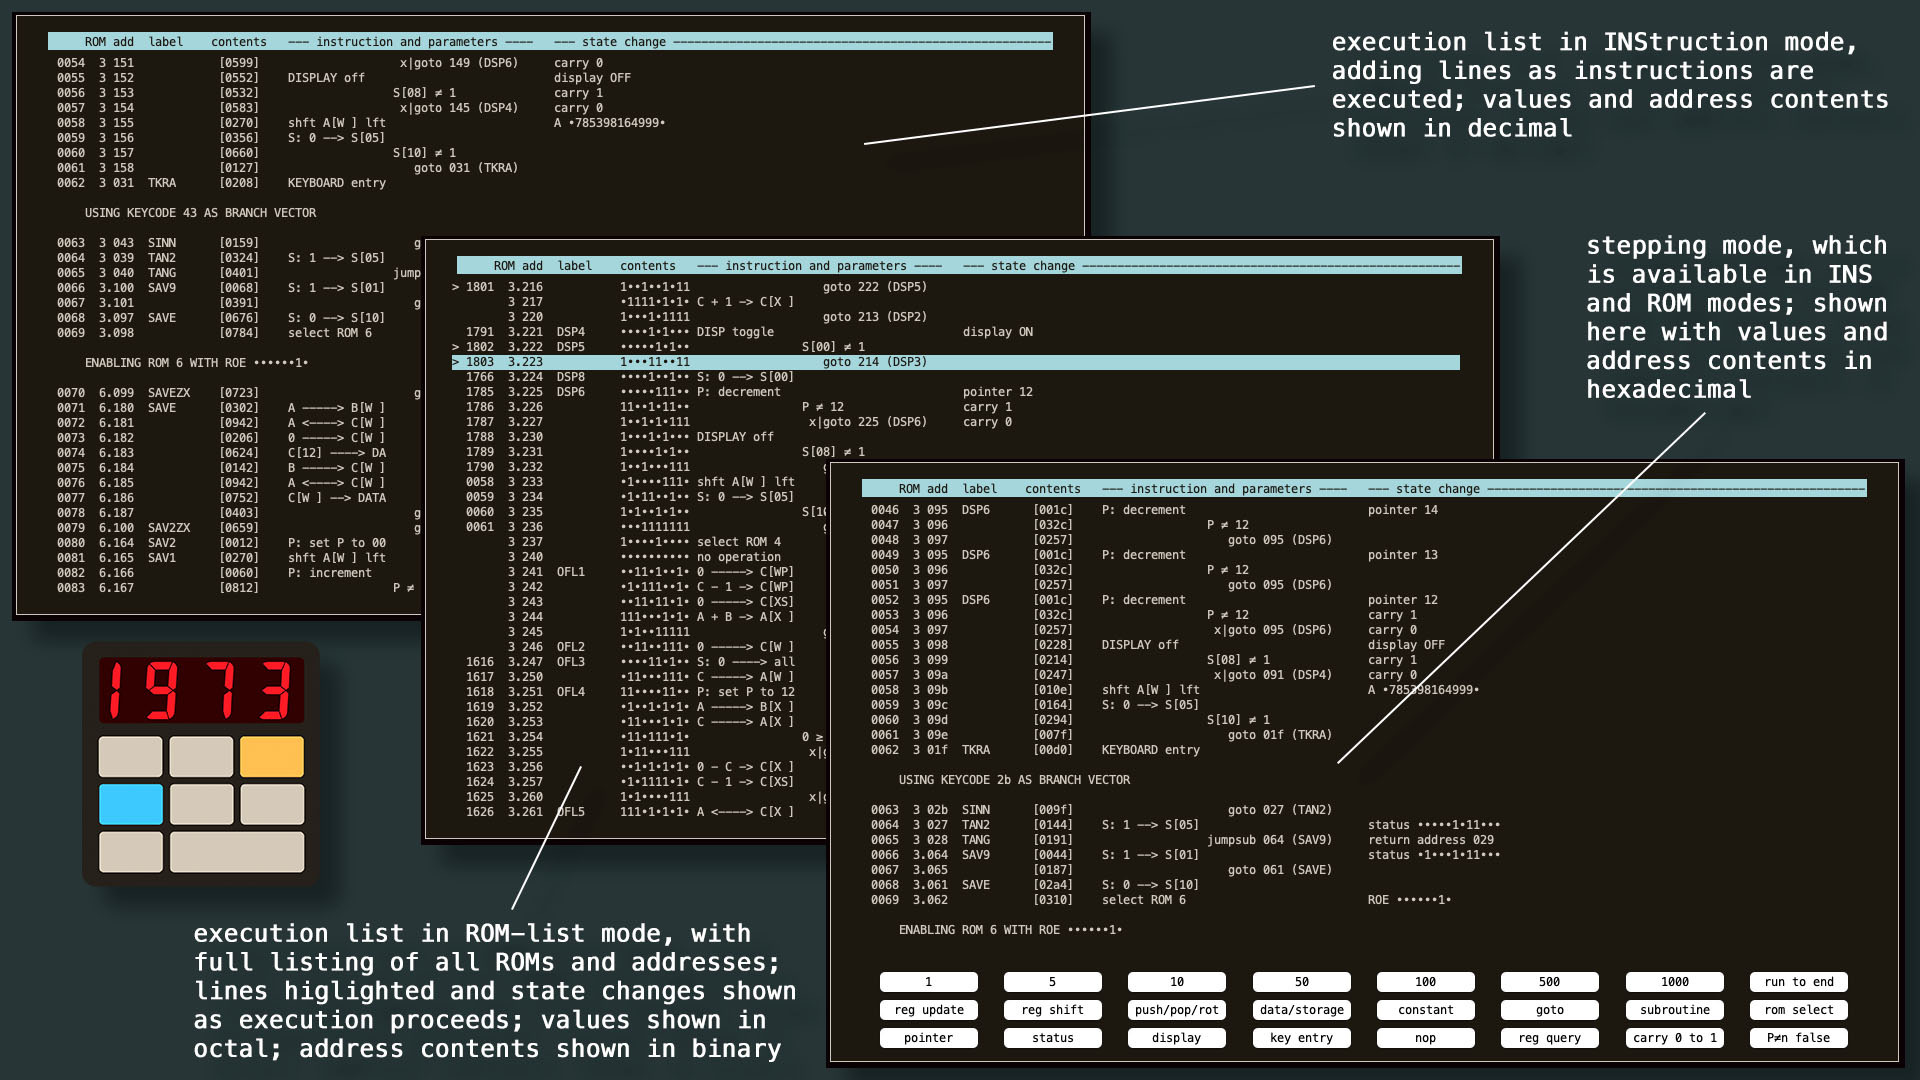 ROM add  label    contents   ––– instruction and parameters ––––   ––– state change ––––––––––––––––––––––––––––––––––––––––––––––––––––––
0054  3 151          [0599]                    x|goto 149 (DSP6)     carry 0
0055  3 152          [0552]    DISPLAY off                           display OFF
0056  3 153          [0532]                   S[08] ≠ 1              carry 1
0057  3 154          [0583]                    x|goto 145 (DSP4)     carry 0
0058  3 155          [0270]    shft A[W ] lft                        A •785398164999•
0059  3 156          [0356]    S: 0 ––> S[05]
0060  3 157          [0660]                   S[10] ≠ 1
0061  3 158          [0127]                      goto 031 (TKRA)
0062  3 031  TKRA    [0208]    KEYBOARD entry
USING KEYCODE 43 AS BRANCH VECTOR
0063  3 043  SINN    [0159]                      g
0064  3 039  TAN2    [0324]    S: 1 ––> S[05]
0065  3 040  TANG    [0401]                   jump
0066  3.100  SAV9    [0068]    S: 1 ––> S[01]
0067  3.101          [0391]                      g
0068  3.097  SAVE    [0676]    S: 0 ––> S[10]
0069  3.098          [0784]    select ROM 6
ENABLING ROM 6 WITH ROE ••••••1•
0070  6.099  SAVEZX  [0723]                      g
0071  6.180  SAVE    [0302]    A –––––> B[W ]
0072  6.181          [0942]    A <––––> C[W ]
0073  6.182          [0206]    0 –––––> C[W ]
0074  6.183          [0624]    C[12] ––––> DA
0075  6.184          [0142]    B –––––> C[W ]
0076  6.185          [0942]    A <––––> C[W ]
0077  6.186          [0752]    C[W ] ––> DATA
0078  6.187          [0403]                      g
0079  6.100  SAV2ZX  [0659]                      g
0080  6.164  SAV2    [0012]    P: set P to 00
0081  6.165  SAV1    [0270]    shft A[W ] lft
0082  6.166          [0060]    P: increment
0083  6.167          [0812]                   P ≠
execution list in INStruction mode,
adding lines as instructions are
executed; values and address contents
shown in decimal
ROM add  label    contents   ––– instruction and parameters ––––   ––– state change ––––––––––––––––––––––––––––––––––––––––––––––––––––––
> 1801  3.216           1••1••1•11                   goto 222 (DSP5)
3 217           •1111•1•1• C + 1 –> C[X ]
3 220           1•••1•1111                   goto 213 (DSP2)
1791  3.221  DSP4     ••••1•1••• DISP toggle                           display ON
> 1802  3.222  DSP5     •••••1•1••                S[00] ≠ 1
> 1803  3.223           1•••11••11                   goto 214 (DSP3)
1766  3.224  DSP8     ••••1••1•• S: 0 ––> S[00]
1785  3.225  DSP6     •••••111•• P: decrement                          pointer 12
1786  3.226           11••1•11••                P ≠ 12                 carry 1
1787  3.227           1••1•1•111                 x|goto 225 (DSP6)     carry 0
1788  3.230           1•••1•1••• DISPLAY off
1789  3.231           1••••1•1••                S[08] ≠ 1
1790  3.232           1••1•••111
0058  3 233           •1••••111• shft A[W ] lft
0059  3 234           •1•11••1•• S: 0 ––> S[05]
0060  3 235           1•1••1•1••                S[10
0061  3 236           •••1111111
3 237           1••••1•••• select ROM 4
3 240           •••••••••• no operation
3 241  OFL1     ••11•1••1• 0 –––––> C[WP]
3 242           •1•111••1• C – 1 –> C[WP]
3 243           ••11•11•1• 0 –––––> C[XS]
3 244           111•••1•1• A + B –> A[X ]
3 245           1•1••11111
3 246  OFL2     ••11••111• 0 –––––> C[W ]
1616  3.247  OFL3     ••••11•1•• S: 0 ––––> all
1617  3.250           •11•••111• C –––––> A[W ]
1618  3.251  OFL4     11••••11•• P: set P to 12
1619  3.252           •1••1•1•1• A –––––> B[X ]
1620  3.253           •11•••1•1• C –––––> A[X ]
1621  3.254           •11•111•1•                0 ≥
1622  3.255           1•11•••111                 x|g
1623  3.256           ••1•1•1•1• 0 – C –> C[X ]
1624  3.257           •1•1111•1• C – 1 –> C[XS]
1625  3.260           1•1••••111                 x|g
1626  3.261  OFL5     111•1•1•1• A <––––> C[X ]
stepping mode, which
is available in INS
and ROM modes; shown
here with values and
address contents in
hexadecimal
ROM add  label    contents   ––– instruction and parameters ––––   ––– state change ––––––––––––––––––––––––––––––––––––––––––––––––––––––
0046  3 095  DSP6    [001c]    P: decrement                          pointer 14
0047  3 096          [032c]                   P ≠ 12
0048  3 097          [0257]                      goto 095 (DSP6)
0049  3 095  DSP6    [001c]    P: decrement                          pointer 13
0050  3 096          [032c]                   P ≠ 12
0051  3 097          [0257]                      goto 095 (DSP6)
0052  3 095  DSP6    [001c]    P: decrement                          pointer 12
0053  3 096          [032c]                   P ≠ 12                 carry 1
0054  3 097          [0257]                    x|goto 095 (DSP6)     carry 0
0055  3 098          [0228]    DISPLAY off                           display OFF
0056  3 099          [0214]                   S[08] ≠ 1              carry 1
0057  3 09a          [0247]                    x|goto 091 (DSP4)     carry 0
0058  3 09b          [010e]    shft A[W ] lft                        A •785398164999•
0059  3 09c          [0164]    S: 0 ––> S[05]
0060  3 09d          [0294]                   S[10] ≠ 1
0061  3 09e          [007f]                      goto 01f (TKRA)
0062  3 01f  TKRA    [00d0]    KEYBOARD entry
USING KEYCODE 2b AS BRANCH VECTOR
0063  3 02b  SINN    [009f]                      goto 027 (TAN2)
0064  3 027  TAN2    [0144]    S: 1 ––> S[05]                        status •••••1•11•••
0065  3 028  TANG    [0191]                   jumpsub 064 (SAV9)     return address 029
0066  3.064  SAV9    [0044]    S: 1 ––> S[01]                        status •1•••1•11•••
0067  3.065          [0187]                      goto 061 (SAVE)
0068  3.061  SAVE    [02a4]    S: 0 ––> S[10]
0069  3.062          [0310]    select ROM 6                          ROE ••••••1•
ENABLING ROM 6 WITH ROE ••••••1•
1 5 10 50 100 500 1000 run to end
reg update reg shift push/pop/rot data/storage constant goto subroutine rom select
pointer status display key entry nop reg query carry 0 to 1 P≠n false
1973
execution list in ROM–list mode, with
full listing of all ROMs and addresses;
lines higlighted and state changes shown
as execution proceeds; values shown in
octal; address contents shown in binary